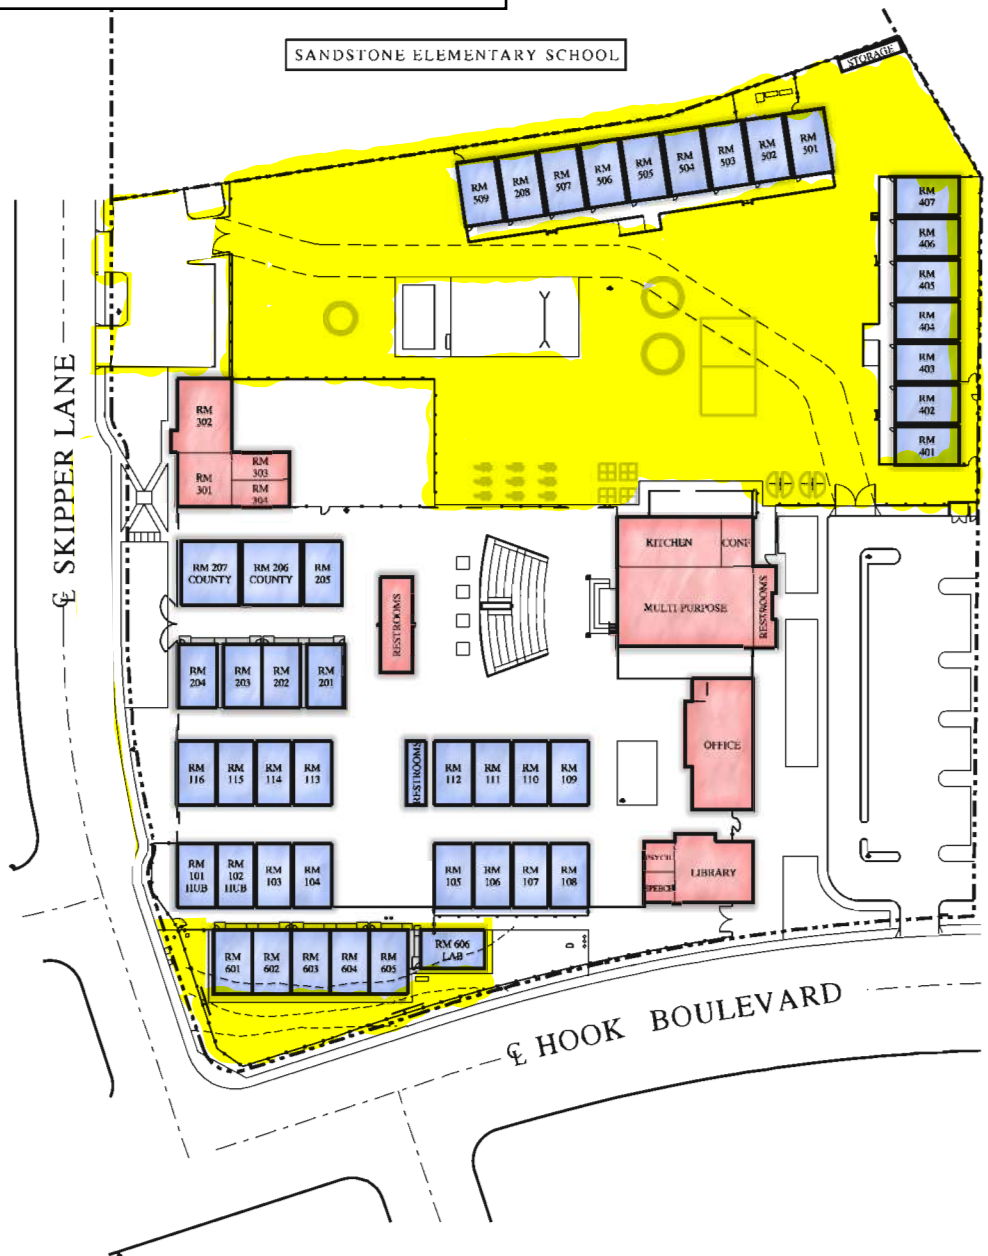 SANDSTONE ELEMENTARY SCHOOL
STORAGE
RM
509
RM
208
RM
507
RM
506
RM
505
RM
504
RM
503
RM
502
RM
501
RM
407
RM
406
RM
405
RM
404
RM
403
RM
402
RM
401
RM
302
RM
301
RM
303
RM
304
KITCHEN
CONF
MULTI PURPOSE
RESTROOMS
RM 207
COUNTY
RM 206
COUNTY
RM
205
RESTROOMS
RM
204
RM
203
RM
202
RM
201
OFFICE
RM
116
RM
115
RM
114
RM
113
RESTROOMS
RM
112
RM
111
RM
110
RM
109
RM
101
HUB
RM
102
HUB
RM
103
RM
104
RM
105
RM
106
RM
107
RM
108
PSYCH
SPEECH
LIBRARY
RM
601
RM
602
RM
603
RM
604
RM
605
RM 606
LAB
℄ SKIPPER LANE
℄ HOOK BOULEVARD